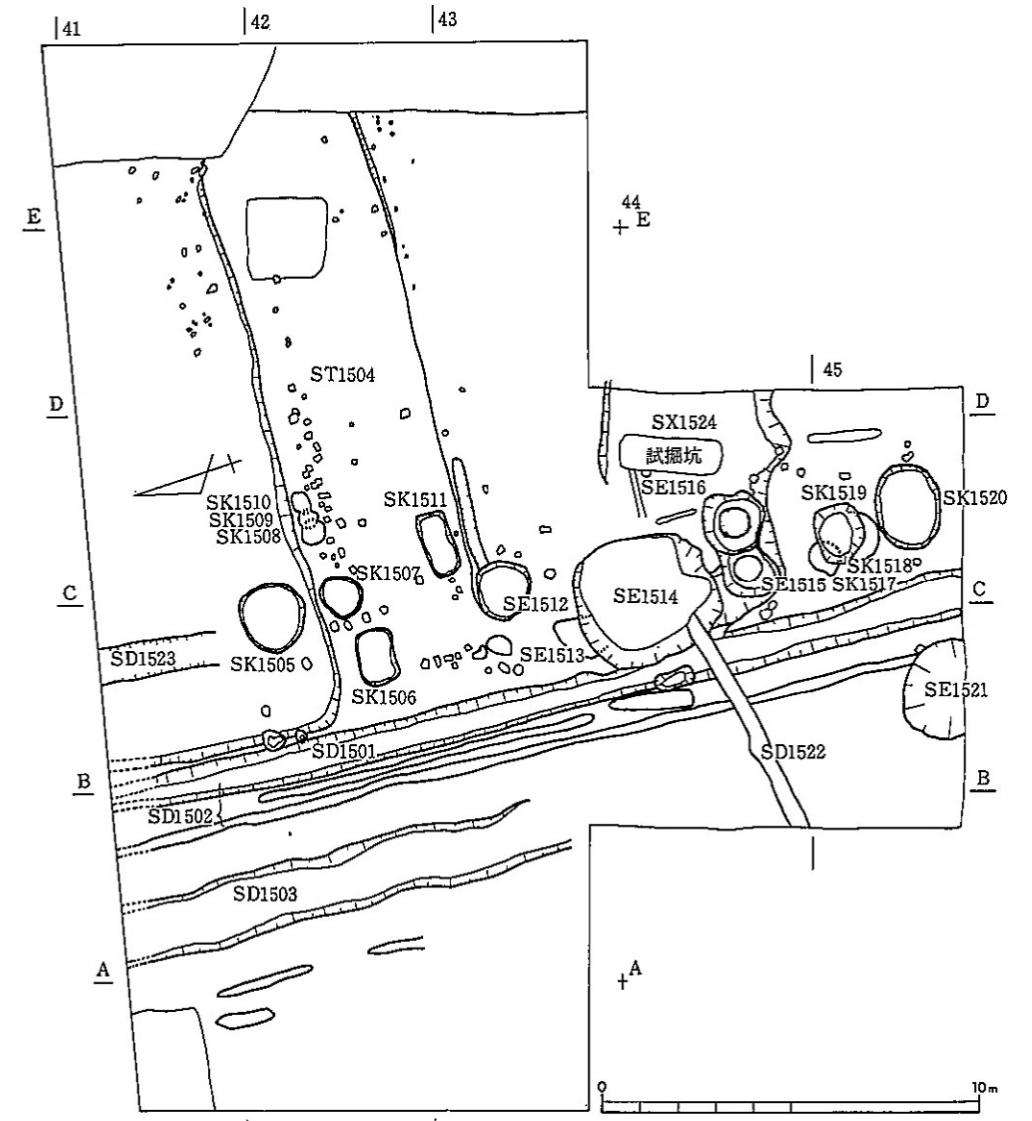 41
42
43
44
E
E
45
ST1504
D
D
SX1524
試掘坑
SE1516
SK1510
SK1509
SK1508
SK1511
SK1519
SK1520
SK1507
SK1518
C
C
SE1512
SE1514
SE1515
SK1517
SD1523
SK1505
SE1513
SK1506
SE1521
SD1501
SD1522
B
B
SD1502
SD1503
A
A
0
10m